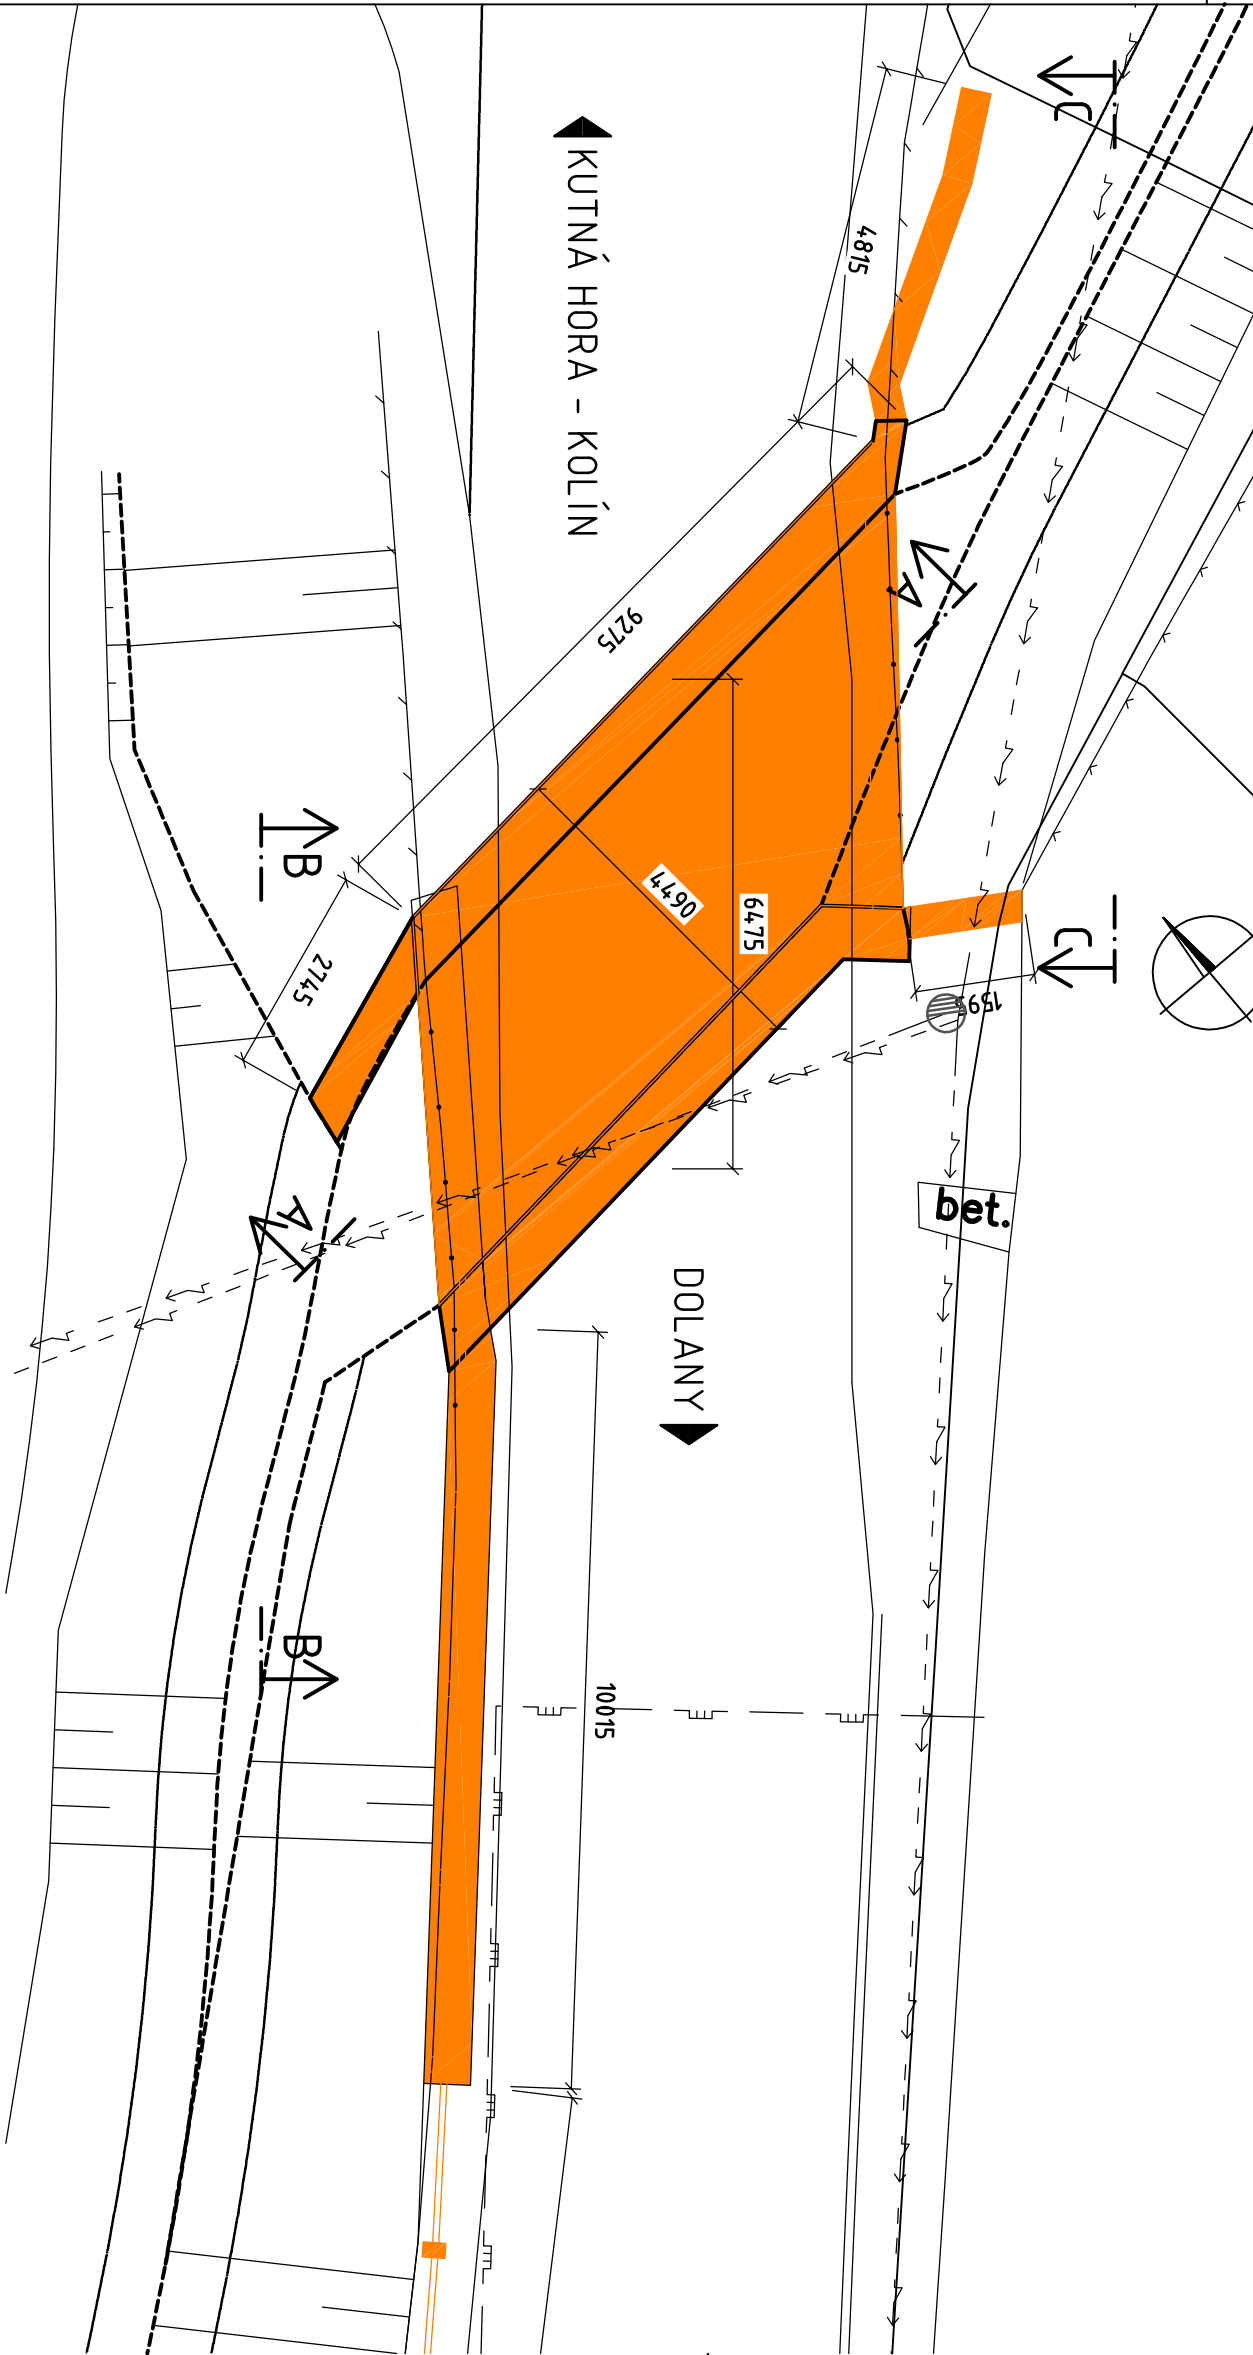 C
4815
KUTNÁ HORA - KOLÍN
A
9275
B
4490
6475
C
2745
1595
bet.
A
DOLANY
B
10015